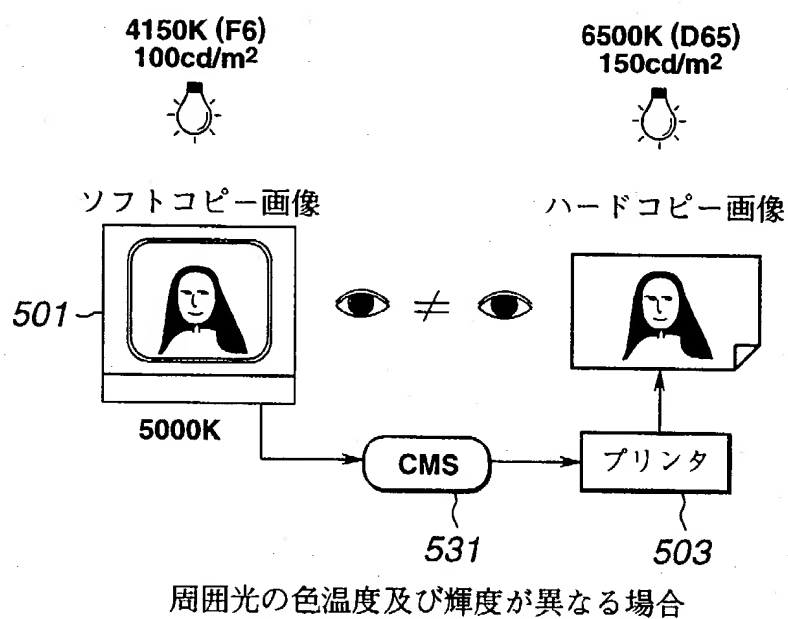 4150K (F6)
100cd/m2
6500K (D65)
150cd/m2
ソフトコピー画像
ハードコピー画像
501
≠
5000K
CMS
プリンタ
531
503
周囲光の色温度及び輝度が異なる場合